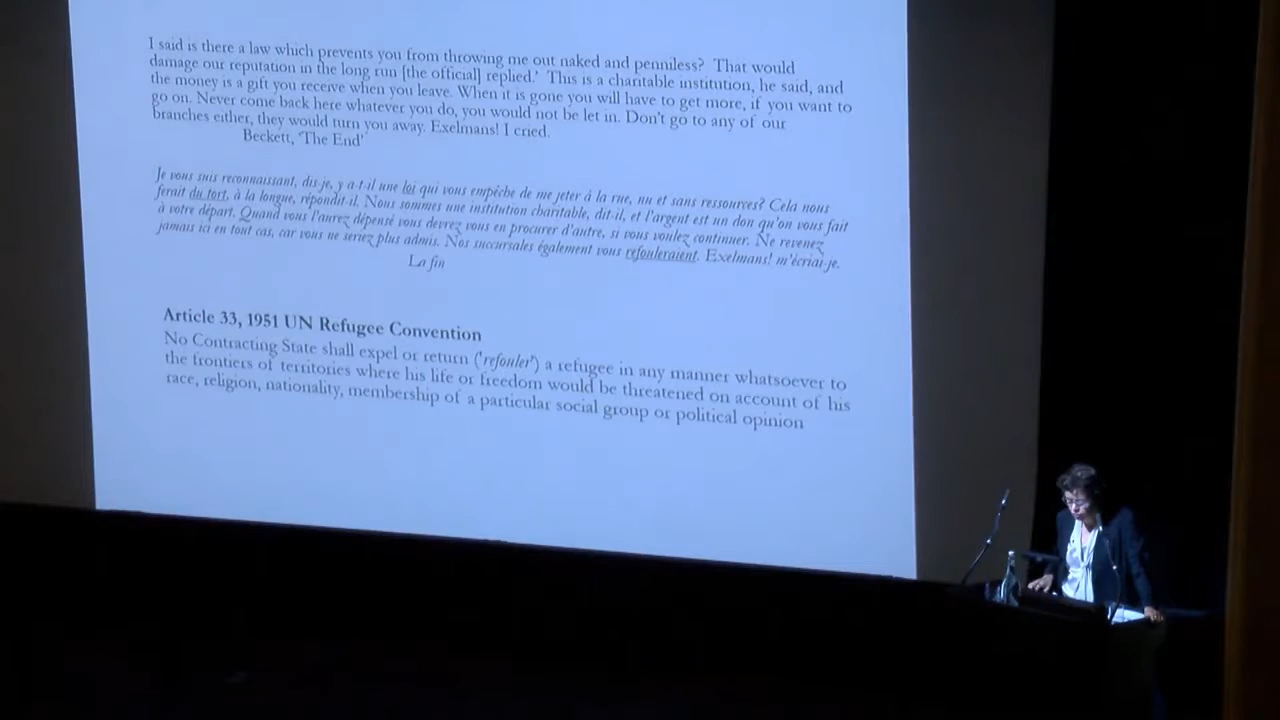 I said is there a law which prevents you from throwing me out naked and penniless? That would
damage our reputation in the long run [the official] replied.' This is a charitable institution, he said, and
the money is a gift you receive when you leave. When it is gone you will have to get more, if you want to
go on. Never come back here whatever you do, you would not be let in. Don't go to any of our
branches either, they would turn you away. Exelmans! I cried.
Beckett, 'The End'
Je vous suis reconnaissant, dis-je, y a-t-il une loi qui vous empêche de me jeter à la rue, nu et sans ressources? Cela nous
ferait du tort, à la longue, répondit-il. Nous sommes une institution charitable, dit-il, et l'argent est un don qu'on vous fait
à votre départ. Quand vous l'aurez dépensé vous devrez vous en procurer d'autre, si vous voulez continuer. Ne revenez
jamais ici en tout cas, car vous ne seriez plus admis. Nos succursales également vous refouleraient. Exelmans! m'écriai-je.
La fin
Article 33, 1951 UN Refugee Convention
No Contracting State shall expel or return ('refouler') a refugee in any manner whatsoever to
the frontiers of territories where his life or freedom would be threatened on account of his
race, religion, nationality, membership of a particular social group or political opinion